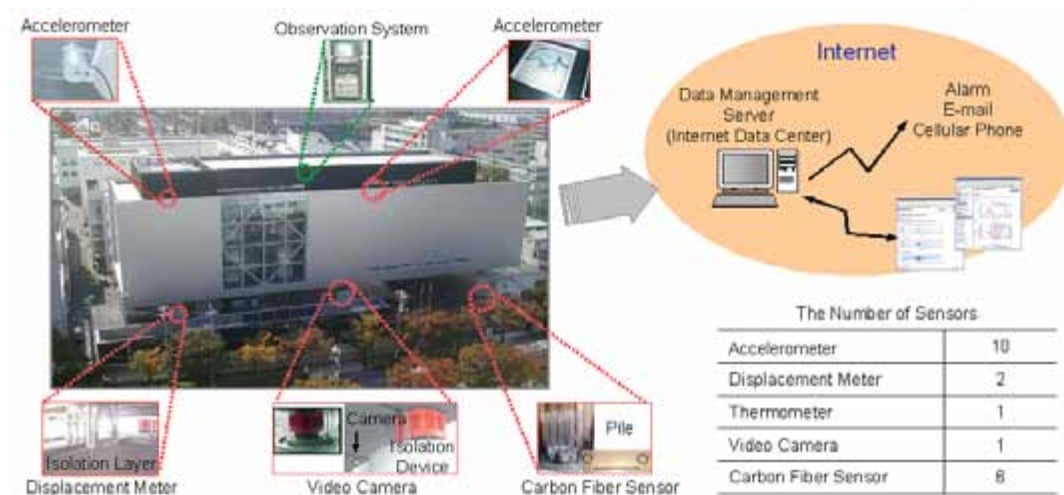 Accelerometer
Observation System
Accelerometer
Internet
Data Management
Server
(Internet Data Center)
Alarm
E-mail
Cellular Phone
Camera
Isolation
Device
Pile
Isolation Layer
Displacement Meter
Video Camera
Carbon Fiber Sensor
The Number of Sensors
Accelerometer 10
Displacement Meter 2
Thermometer 1
Video Camera 1
Carbon Fiber Sensor 6